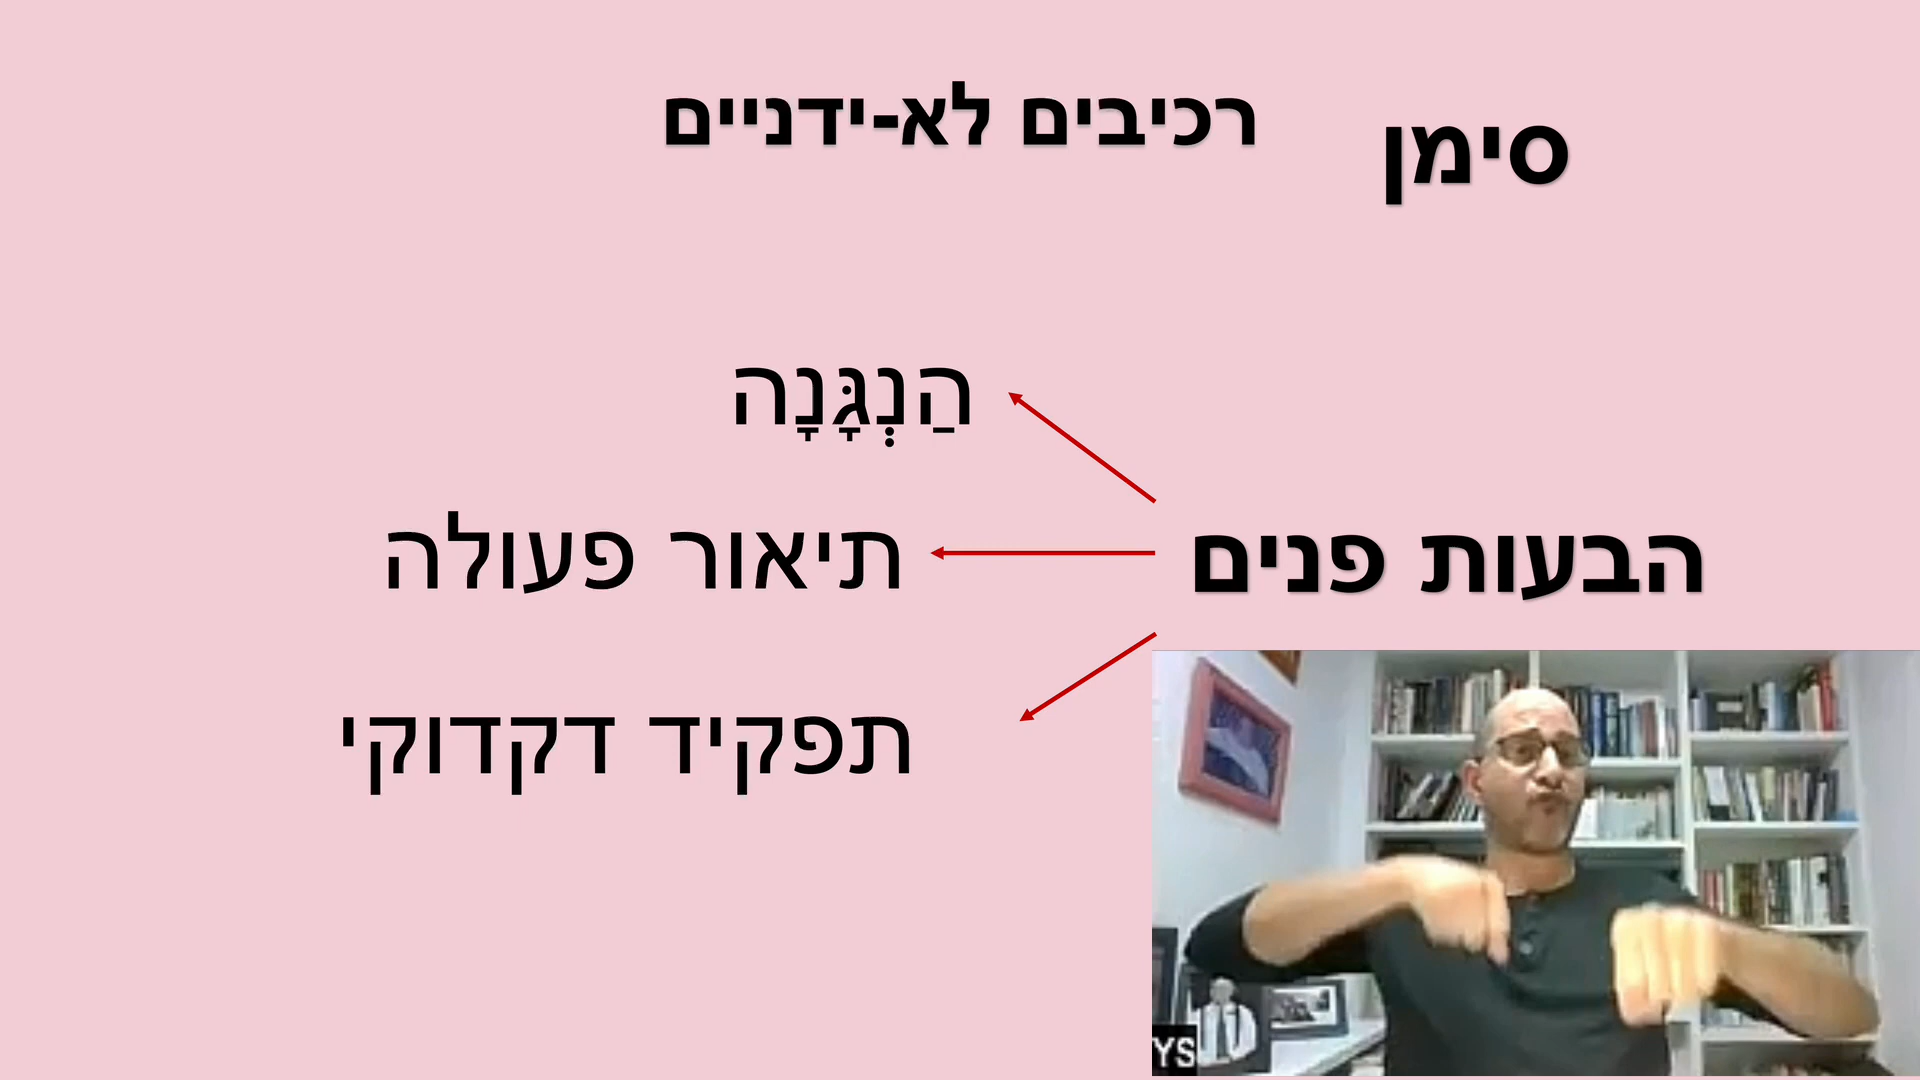 סימן
רכיבים לא-ידניים
הַנְגָּנָה
הבעות פנים
תיאור פעולה
תפקיד דקדוקי
YS